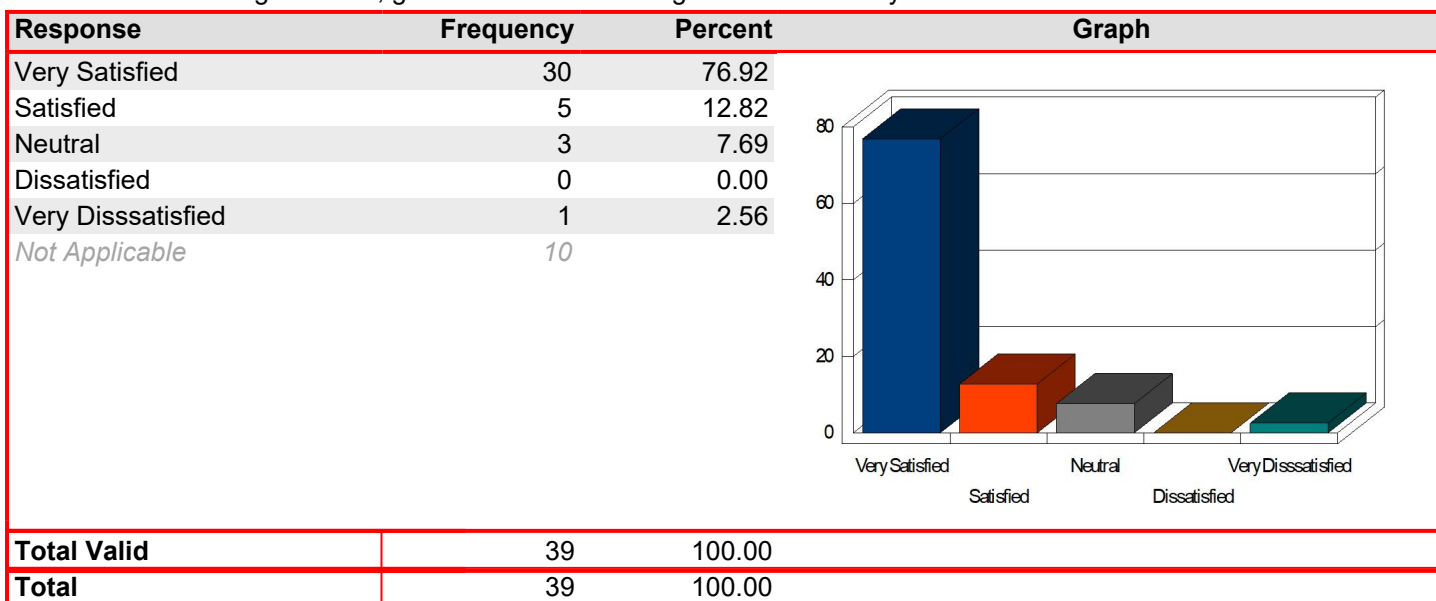 Response Frequency Percent Graph
Very Satisfied 30 76.92
Satisfied 5 12.82
Neutral 3 7.69
Dissatisfied 0 0.00
Very Disssatisfied 1 2.56
Not Applicable 10
80
60
40
20
0
Very Satisfied Neutral Very Disssatisfied
Satisfied Dissatisfied
Total Valid 39 100.00
Total 39 100.00